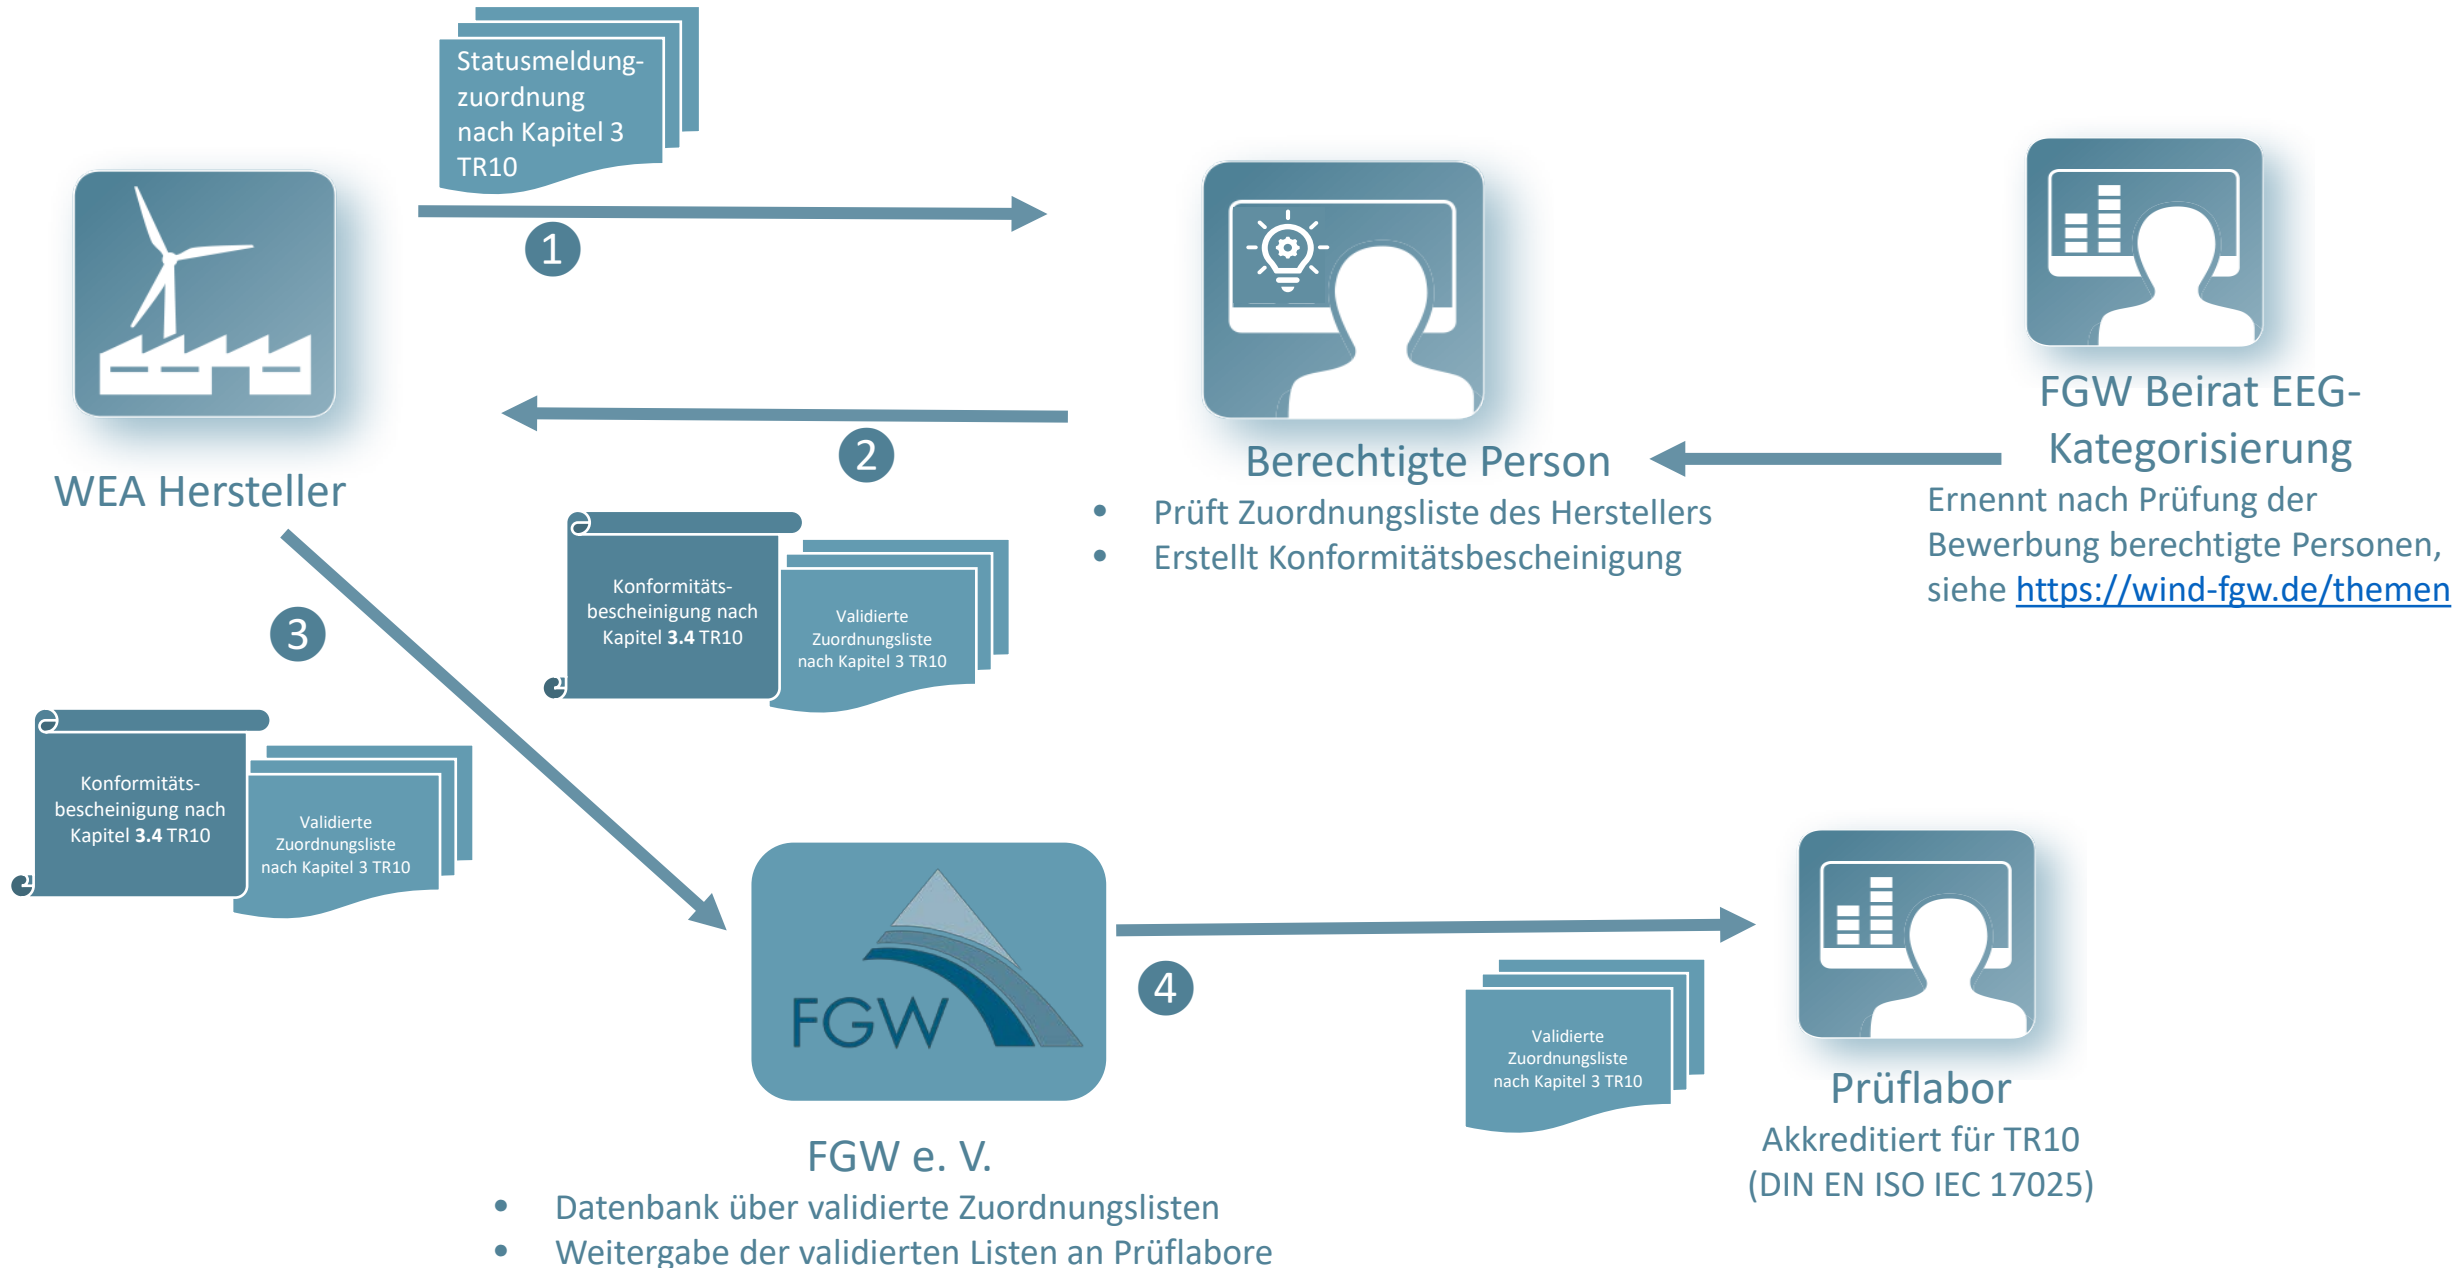 Statusmeldung-
zuordnung
nach Kapitel 3
TR10
1
WEA Hersteller
2
Berechtigte Person
• Prüft Zuordnungsliste des Herstellers
• Erstellt Konformitätsbescheinigung
FGW Beirat EEG-
Kategorisierung
Ernennt nach Prüfung der
Bewerbung berechtigte Personen,
siehe https://wind-fgw.de/themen
Konformitäts-
bescheinigung nach
Kapitel 3.4 TR10
Validierte
Zuordnungsliste
nach Kapitel 3 TR10
3
Konformitäts-
bescheinigung nach
Kapitel 3.4 TR10
Validierte
Zuordnungsliste
nach Kapitel 3 TR10
FGW
FGW e. V.
• Datenbank über validierte Zuordnungslisten
• Weitergabe der validierten Listen an Prüflabore
4
Validierte
Zuordnungsliste
nach Kapitel 3 TR10
Prüflabor
Akkreditiert für TR10
(DIN EN ISO IEC 17025)